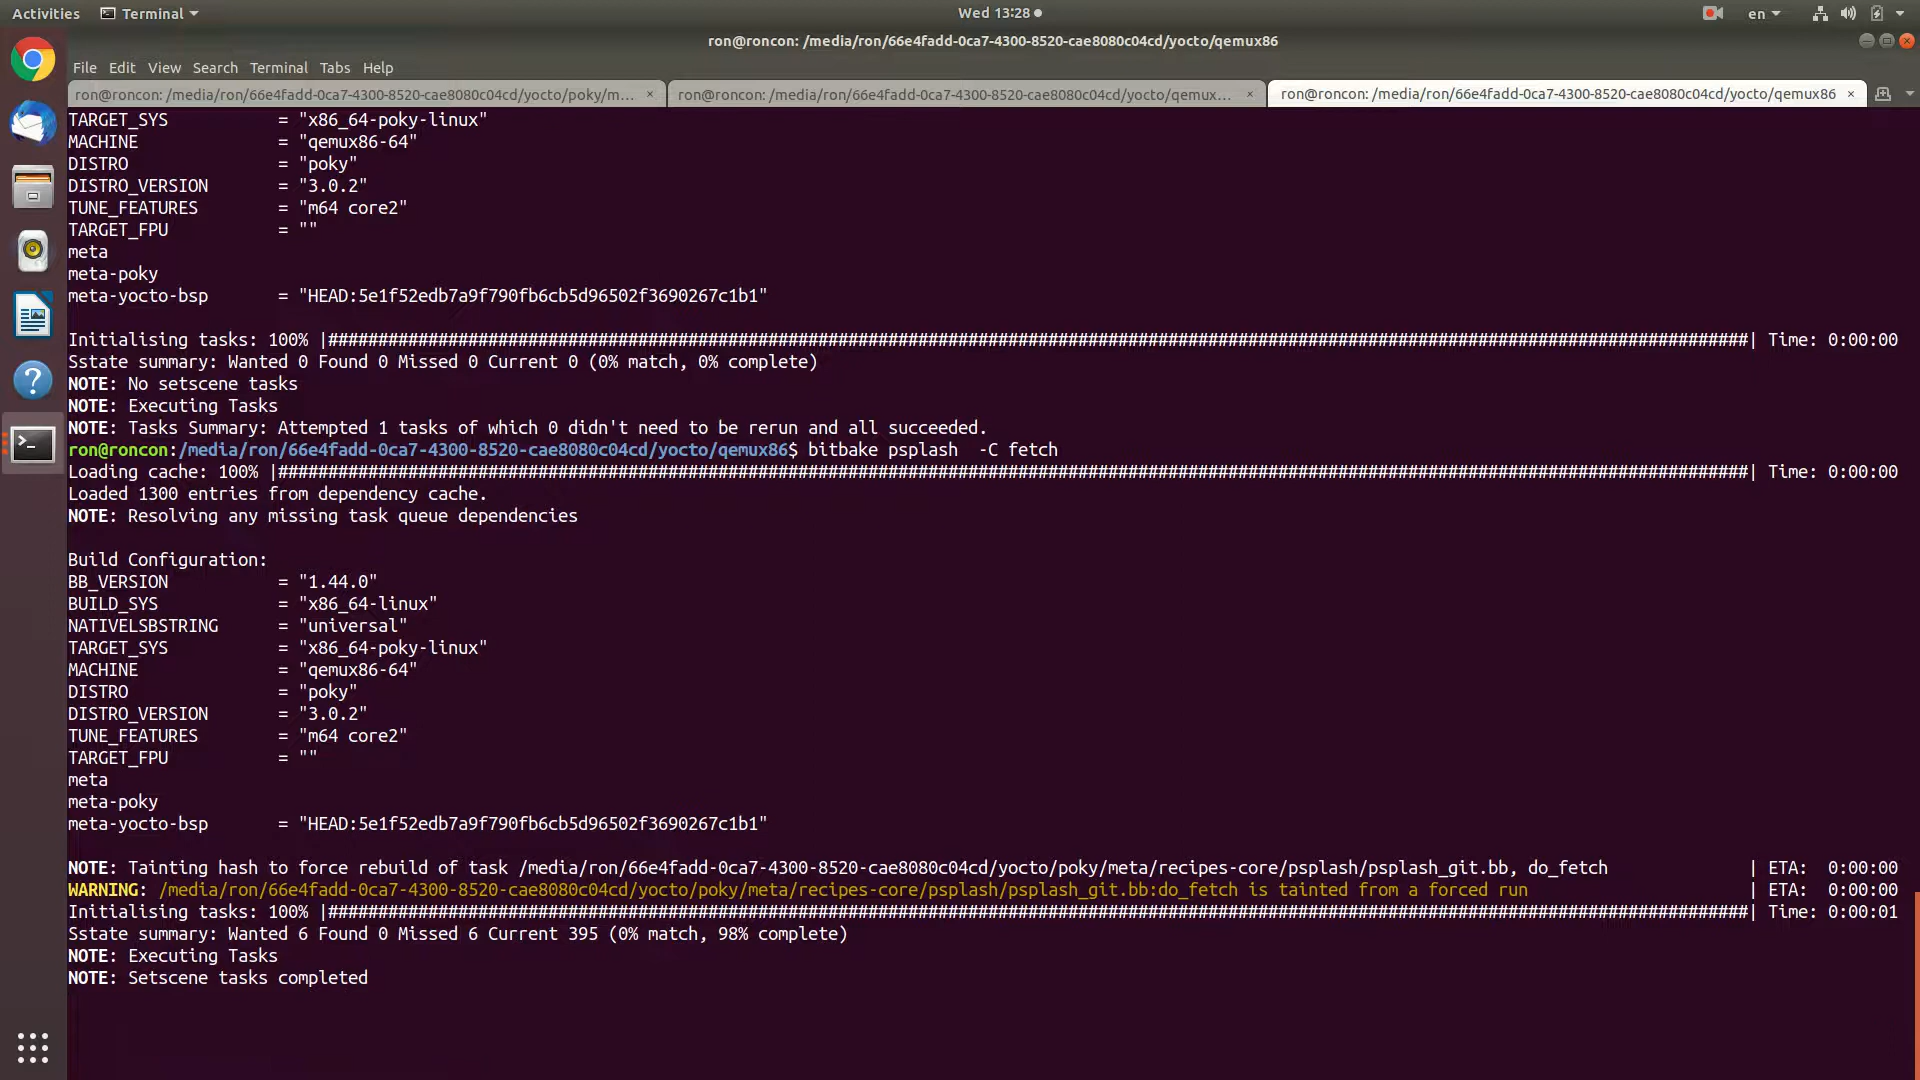 Activities Terminal Wed 13:28 en
ron@roncon: /media/ron/66e4fadd-0ca7-4300-8520-cae8080c04cd/yocto/qemux86
File Edit View Search Terminal Tabs Help
ron@roncon: /media/ron/66e4fadd-0ca7-4300-8520-cae8080c04cd/yocto/poky/m... × ron@roncon: /media/ron/66e4fadd-0ca7-4300-8520-cae8080c04cd/yocto/qemux... × ron@roncon: /media/ron/66e4fadd-0ca7-4300-8520-cae8080c04cd/yocto/qemux86 ×
TARGET_SYS = "x86_64-poky-linux"
MACHINE = "qemux86-64"
DISTRO = "poky"
DISTRO_VERSION = "3.0.2"
TUNE_FEATURES = "m64 core2"
TARGET_FPU = ""
meta
meta-poky
meta-yocto-bsp = "HEAD:5e1f52edb7a9f790fb6cb5d96502f3690267c1b1"
Initialising tasks: 100% |##############################################################################################################################################| Time: 0:00:00
Sstate summary: Wanted 0 Found 0 Missed 0 Current 0 (0% match, 0% complete)
NOTE: No setscene tasks
NOTE: Executing Tasks
NOTE: Tasks Summary: Attempted 1 tasks of which 0 didn't need to be rerun and all succeeded.
ron@roncon:/media/ron/66e4fadd-0ca7-4300-8520-cae8080c04cd/yocto/qemux86$ bitbake psplash  -C fetch
Loading cache: 100% |###################################################################################################################################################| Time: 0:00:00
Loaded 1300 entries from dependency cache.
NOTE: Resolving any missing task queue dependencies
Build Configuration:
BB_VERSION = "1.44.0"
BUILD_SYS = "x86_64-linux"
NATIVELSBSTRING = "universal"
TARGET_SYS = "x86_64-poky-linux"
MACHINE = "qemux86-64"
DISTRO = "poky"
DISTRO_VERSION = "3.0.2"
TUNE_FEATURES = "m64 core2"
TARGET_FPU = ""
meta
meta-poky
meta-yocto-bsp = "HEAD:5e1f52edb7a9f790fb6cb5d96502f3690267c1b1"
NOTE: Tainting hash to force rebuild of task /media/ron/66e4fadd-0ca7-4300-8520-cae8080c04cd/yocto/poky/meta/recipes-core/psplash/psplash_git.bb, do_fetch | ETA: 0:00:00
WARNING: /media/ron/66e4fadd-0ca7-4300-8520-cae8080c04cd/yocto/poky/meta/recipes-core/psplash/psplash_git.bb:do_fetch is tainted from a forced run | ETA: 0:00:00
Initialising tasks: 100% |##############################################################################################################################################| Time: 0:00:01
Sstate summary: Wanted 6 Found 0 Missed 6 Current 395 (0% match, 98% complete)
NOTE: Executing Tasks
NOTE: Setscene tasks completed